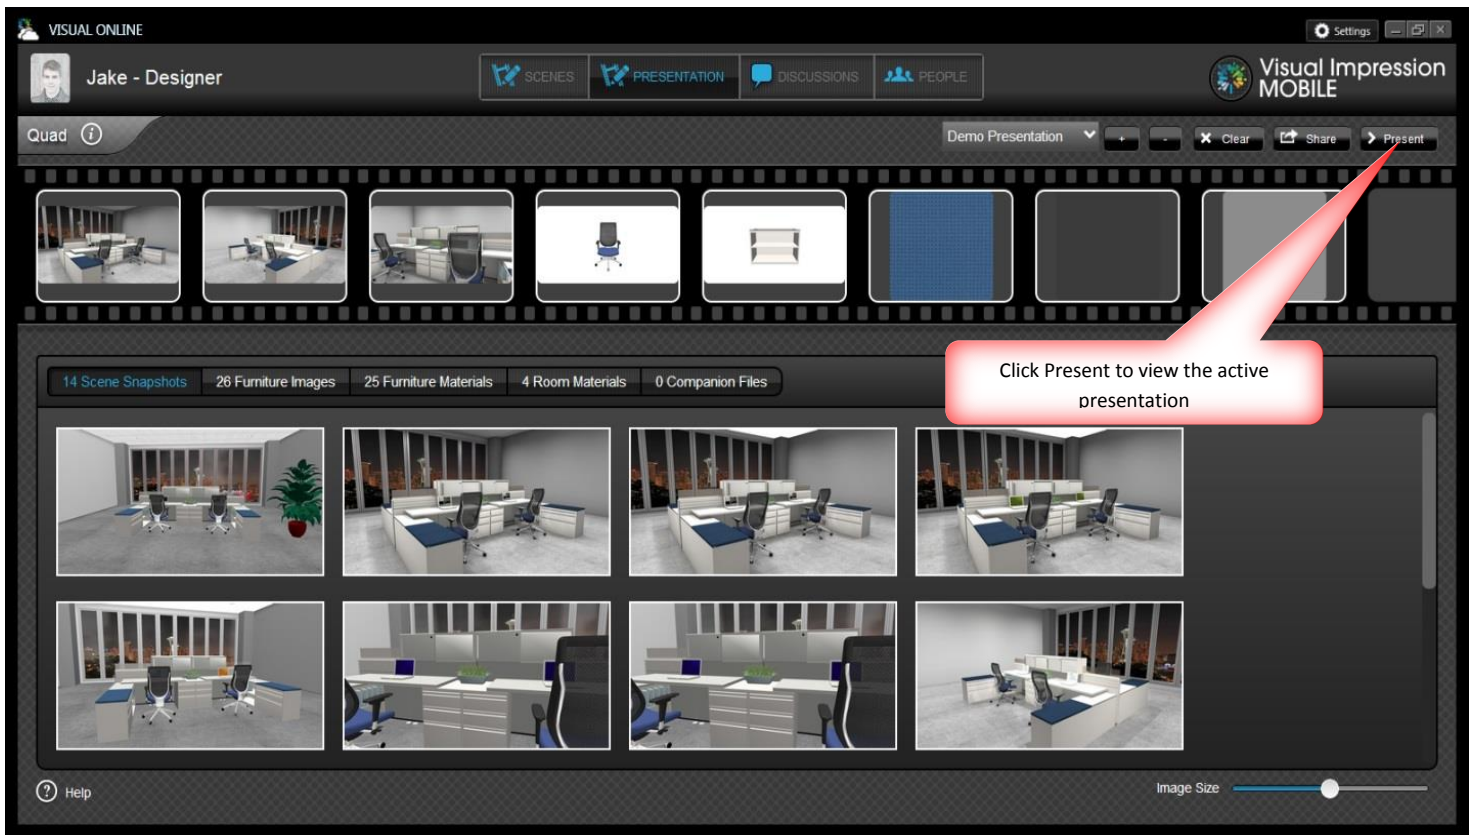 VISUAL ONLINE
Settings
Jake - Designer
SCENES
PRESENTATION
DISCUSSIONS
PEOPLE
Visual Impression
MOBILE
Quad
Demo Presentation
+
-
Clear
Share
Present
Click Present to view the active
presentation
14 Scene Snapshots
26 Furniture Images
25 Furniture Materials
4 Room Materials
0 Companion Files
? Help
Image Size